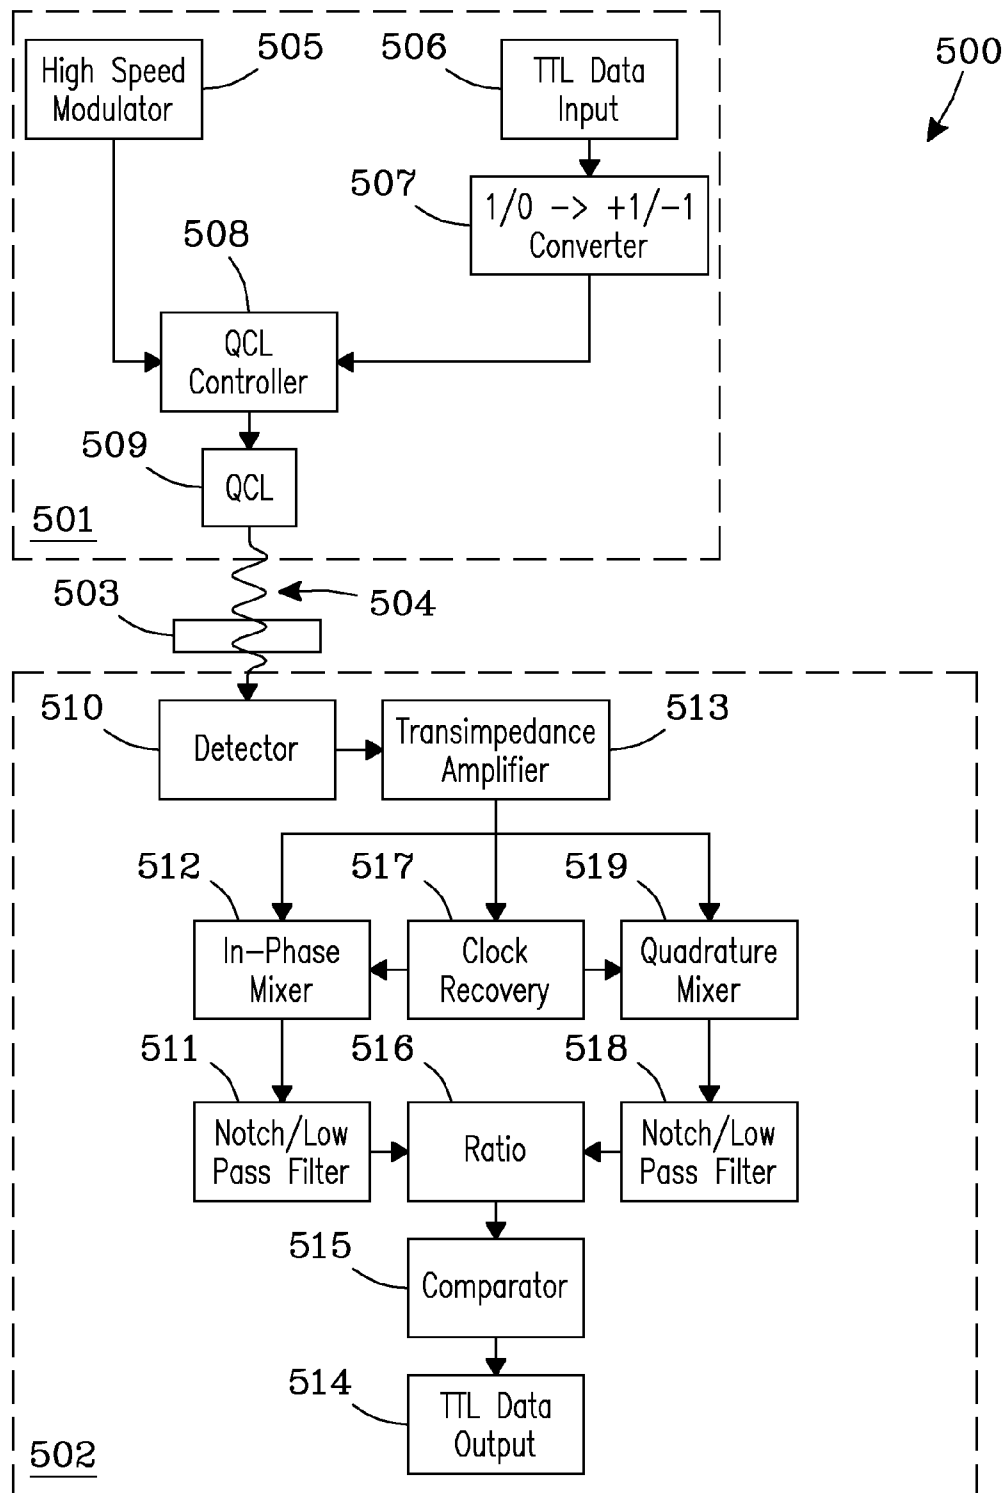 505
506
500
High Speed
Modulator
TTL Data
Input
507
1/0 -> +1/-1
Converter
508
QCL
Controller
509
QCL
501
503
504
510
Detector
Transimpedance
Amplifier
513
512
517
519
In-Phase
Mixer
Clock
Recovery
Quadrature
Mixer
511
516
518
Notch/Low
Pass Filter
Ratio
Notch/Low
Pass Filter
515
Comparator
514
TTL Data
Output
502